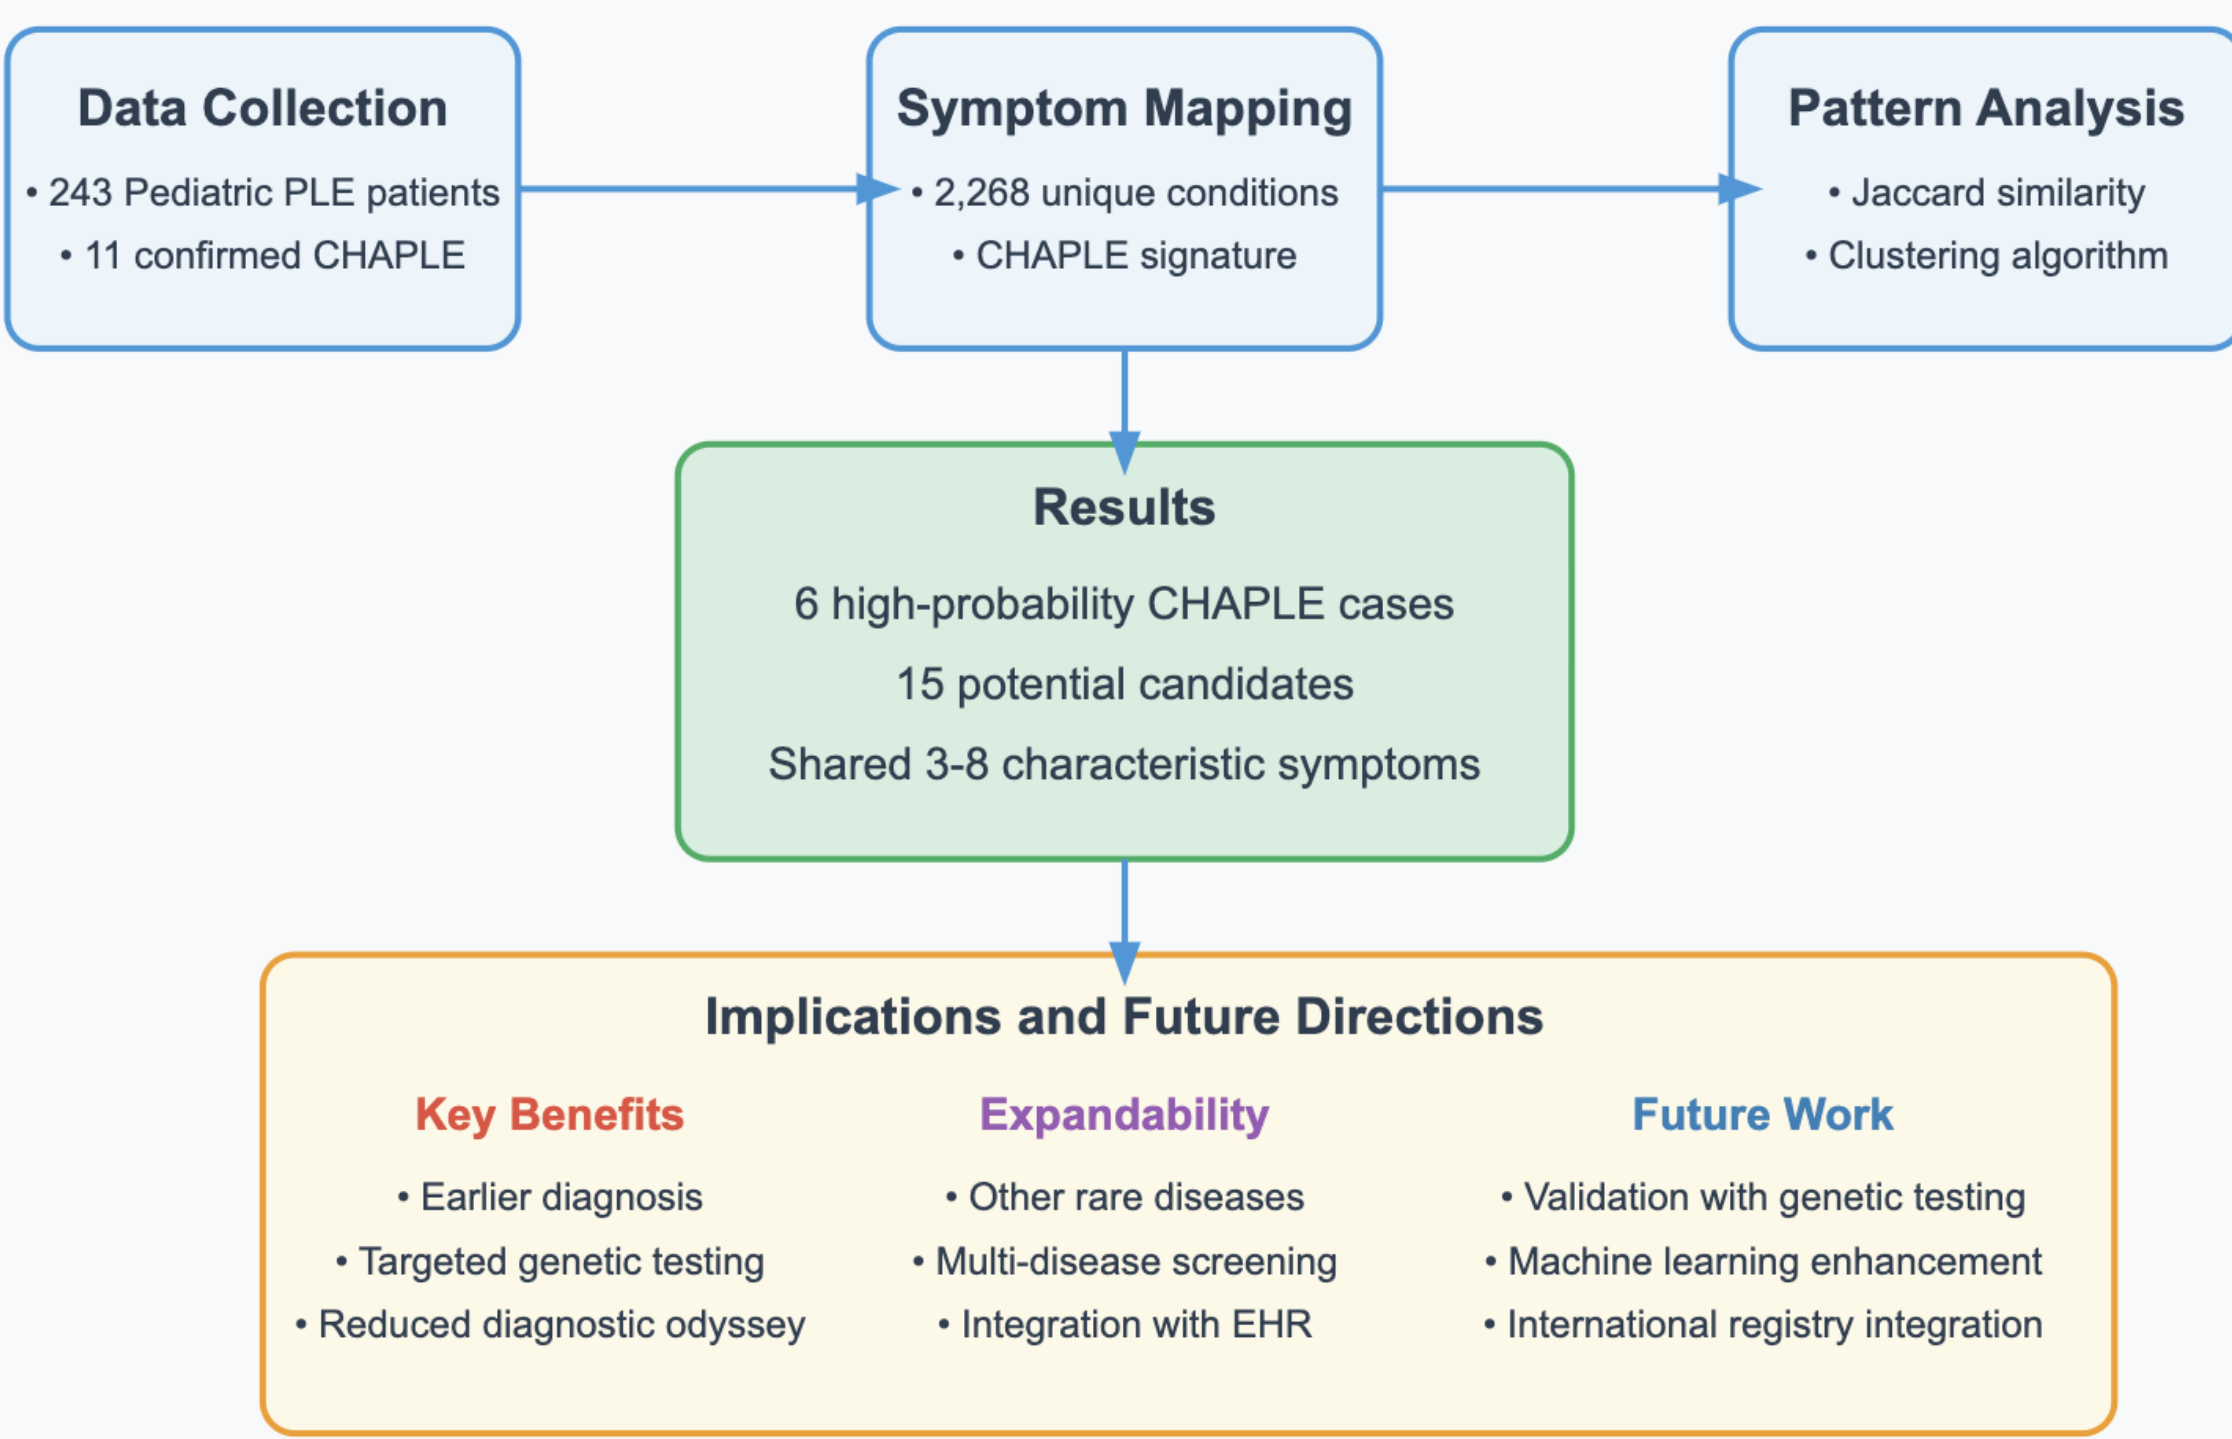 Data Collection
• 243 Pediatric PLE patients
• 11 confirmed CHAPLE
Symptom Mapping
• 2,268 unique conditions
• CHAPLE signature
Pattern Analysis
• Jaccard similarity
• Clustering algorithm
Results
6 high-probability CHAPLE cases
15 potential candidates
Shared 3-8 characteristic symptoms
Implications and Future Directions
Key Benefits
• Earlier diagnosis
• Targeted genetic testing
• Reduced diagnostic odyssey
Expandability
• Other rare diseases
• Multi-disease screening
• Integration with EHR
Future Work
• Validation with genetic testing
• Machine learning enhancement
• International registry integration